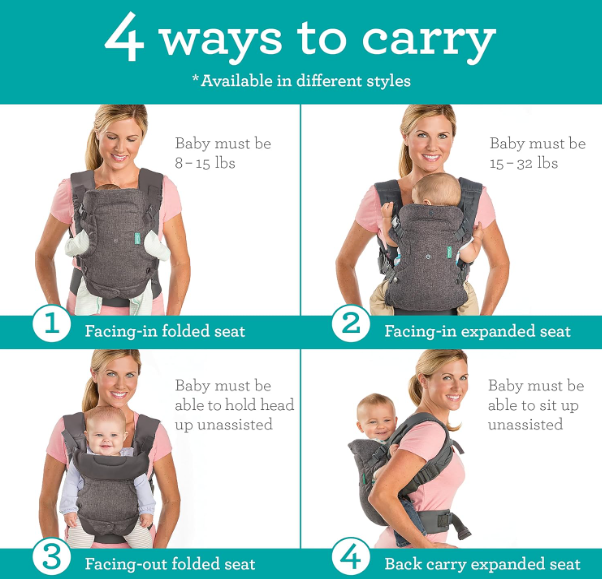 4 ways to carry
*Available in different styles
Baby must be
8–15 lbs
1 Facing-in folded seat
Baby must be
15–32 lbs
2 Facing-in expanded seat
Baby must be
able to hold head
up unassisted
3 Facing-out folded seat
Baby must be
able to sit up
unassisted
4 Back carry expanded seat